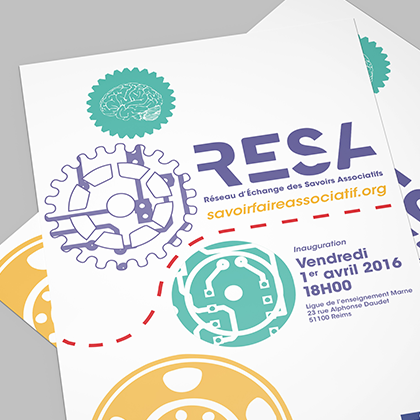 RESA
Réseau d'Échange des Savoirs Associatifs
savoirfaireassociatif.org
Inauguration
Vendredi
1er avril 2016
18H00
Ligue de l'enseignement Marne
23 rue Alphonse Daudet
51100 Reims